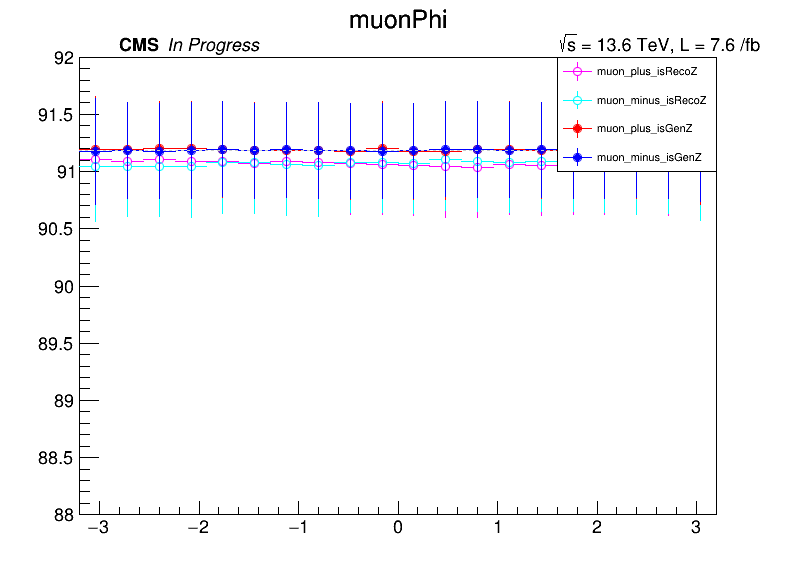 muonPhi
CMS In Progress
√s = 13.6 TeV, L = 7.6 /fb
muon_plus_isRecoZ
muon_minus_isRecoZ
muon_plus_isGenZ
muon_minus_isGenZ
92
91.5
91
90.5
90
89.5
89
88.5
88
−3 −2 −1 0 1 2 3